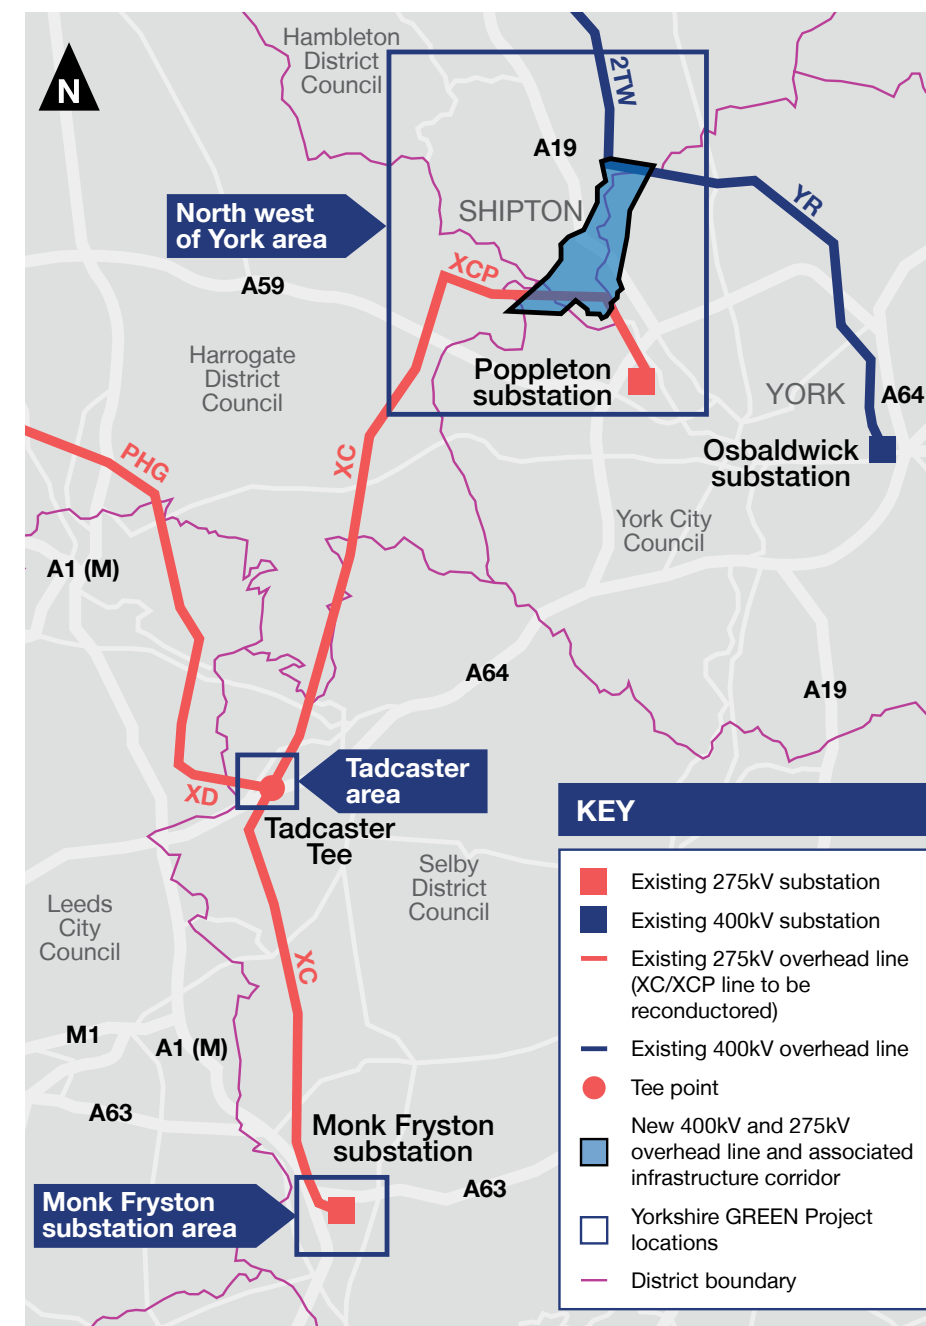 Hambleton
District
Council
N
2TW
A19
North west
of York area
SHIPTON
YR
XCP
A59
Harrogate
District
Council
Poppleton
substation
YORK
A64
PHG
XC
Osbaldwick
substation
York City
Council
A1 (M)
A64
A19
Tadcaster
area
XD
Tadcaster
Tee
KEY
Existing 275kV substation
Existing 400kV substation
Existing 275kV overhead line
(XC/XCP line to be
reconductored)
Existing 400kV overhead line
Tee point
New 400kV and 275kV
overhead line and associated
infrastructure corridor
Yorkshire GREEN Project
locations
District boundary
Selby
District
Council
Leeds
City
Council
XC
M1
A1 (M)
A63
Monk Fryston
substation
A63
Monk Fryston
substation area